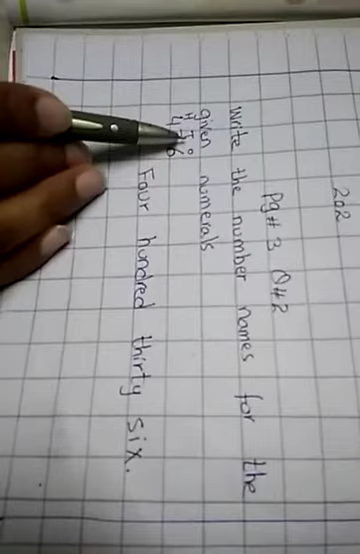 202
Pg# 3 Q#2
Write the number names for the
given numerals
H T O
436
Four hundred thirty six.